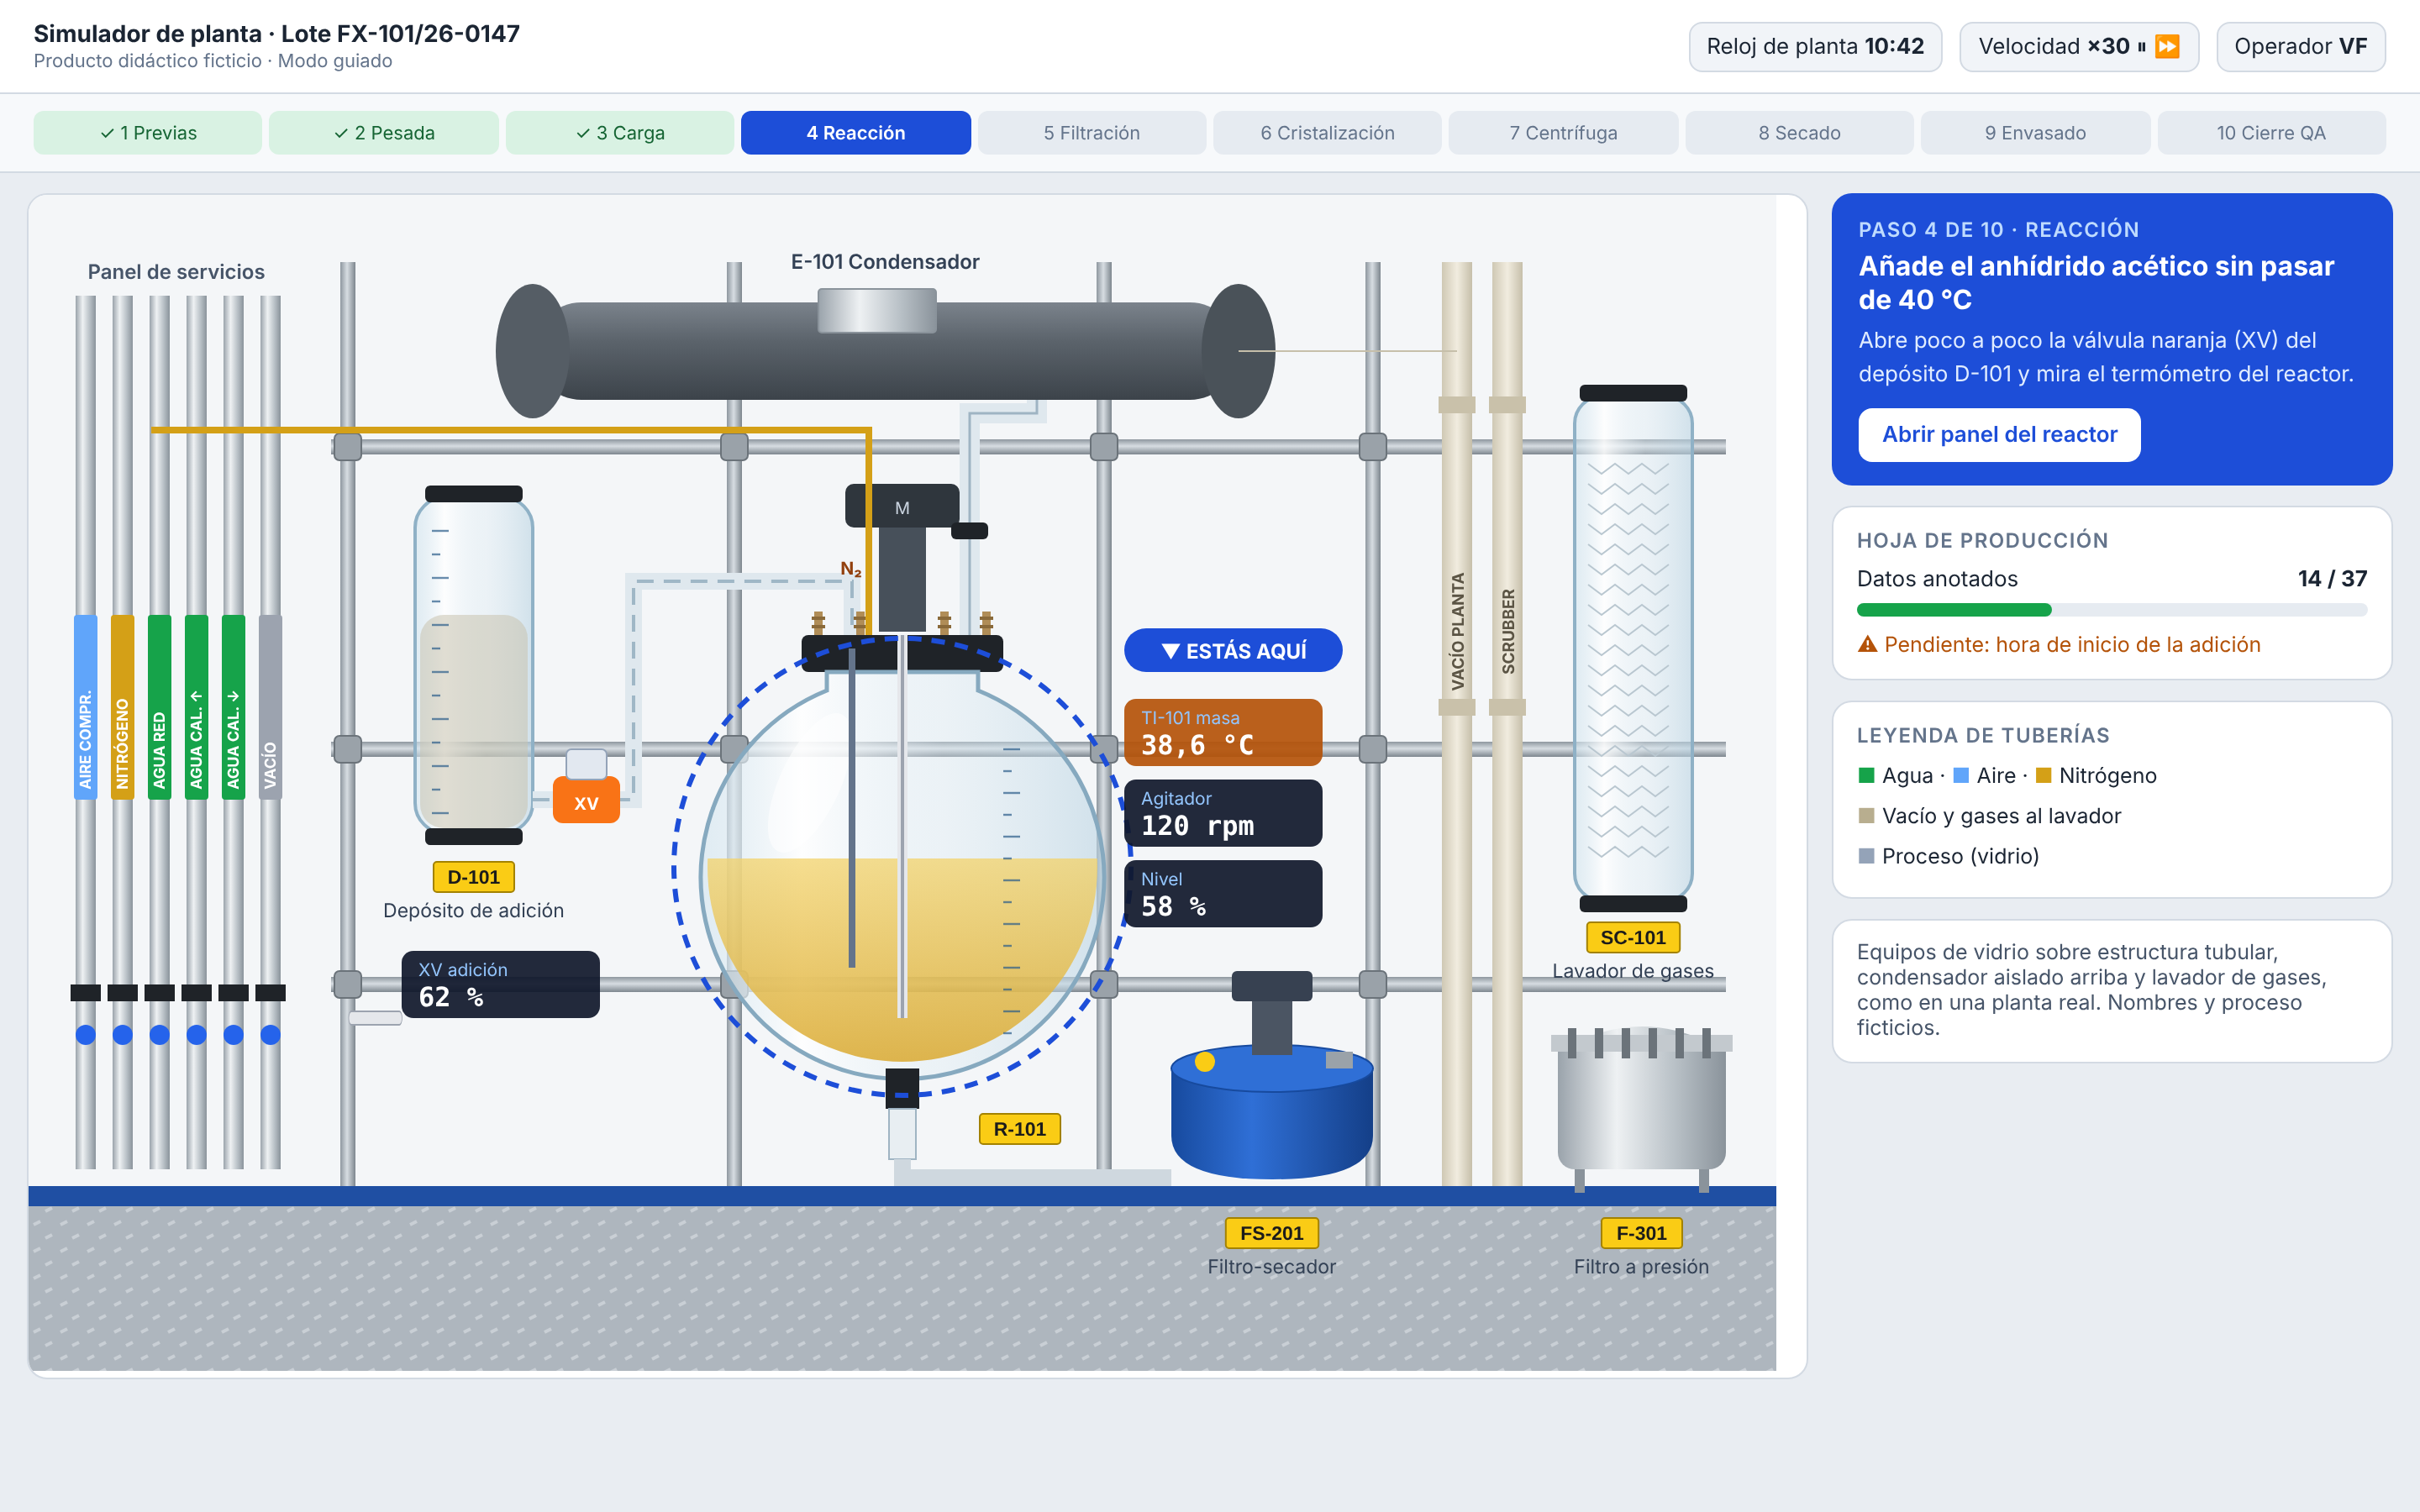 Simulador de planta · Lote FX-101/26-0147
Producto didáctico ficticio · Modo guiado
Reloj de planta 10:42
Velocidad ×30 ⏸ ⏩
Operador VF
✓ 1 Previas
✓ 2 Pesada
✓ 3 Carga
4 Reacción
5 Filtración
6 Cristalización
7 Centrífuga
8 Secado
9 Envasado
10 Cierre QA
Panel de servicios
E-101 Condensador
M
N₂
AIRE COMPR.
NITRÓGENO
AGUA RED
AGUA CAL. ↑
AGUA CAL. ↓
VACÍO
XV
D-101
Depósito de adición
XV adición
62 %
▼ ESTÁS AQUÍ
TI-101 masa
38,6 °C
Agitador
120 rpm
Nivel
58 %
R-101
VACÍO PLANTA
SCRUBBER
SC-101
Lavador de gases
FS-201
Filtro-secador
F-301
Filtro a presión
PASO 4 DE 10 · REACCIÓN
Añade el anhídrido acético sin pasar
de 40 °C
Abre poco a poco la válvula naranja (XV) del
depósito D-101 y mira el termómetro del reactor.
Abrir panel del reactor
HOJA DE PRODUCCIÓN
Datos anotados 14 / 37
⚠ Pendiente: hora de inicio de la adición
LEYENDA DE TUBERÍAS
Agua · Aire · Nitrógeno
Vacío y gases al lavador
Proceso (vidrio)
Equipos de vidrio sobre estructura tubular,
condensador aislado arriba y lavador de gases,
como en una planta real. Nombres y proceso
ficticios.